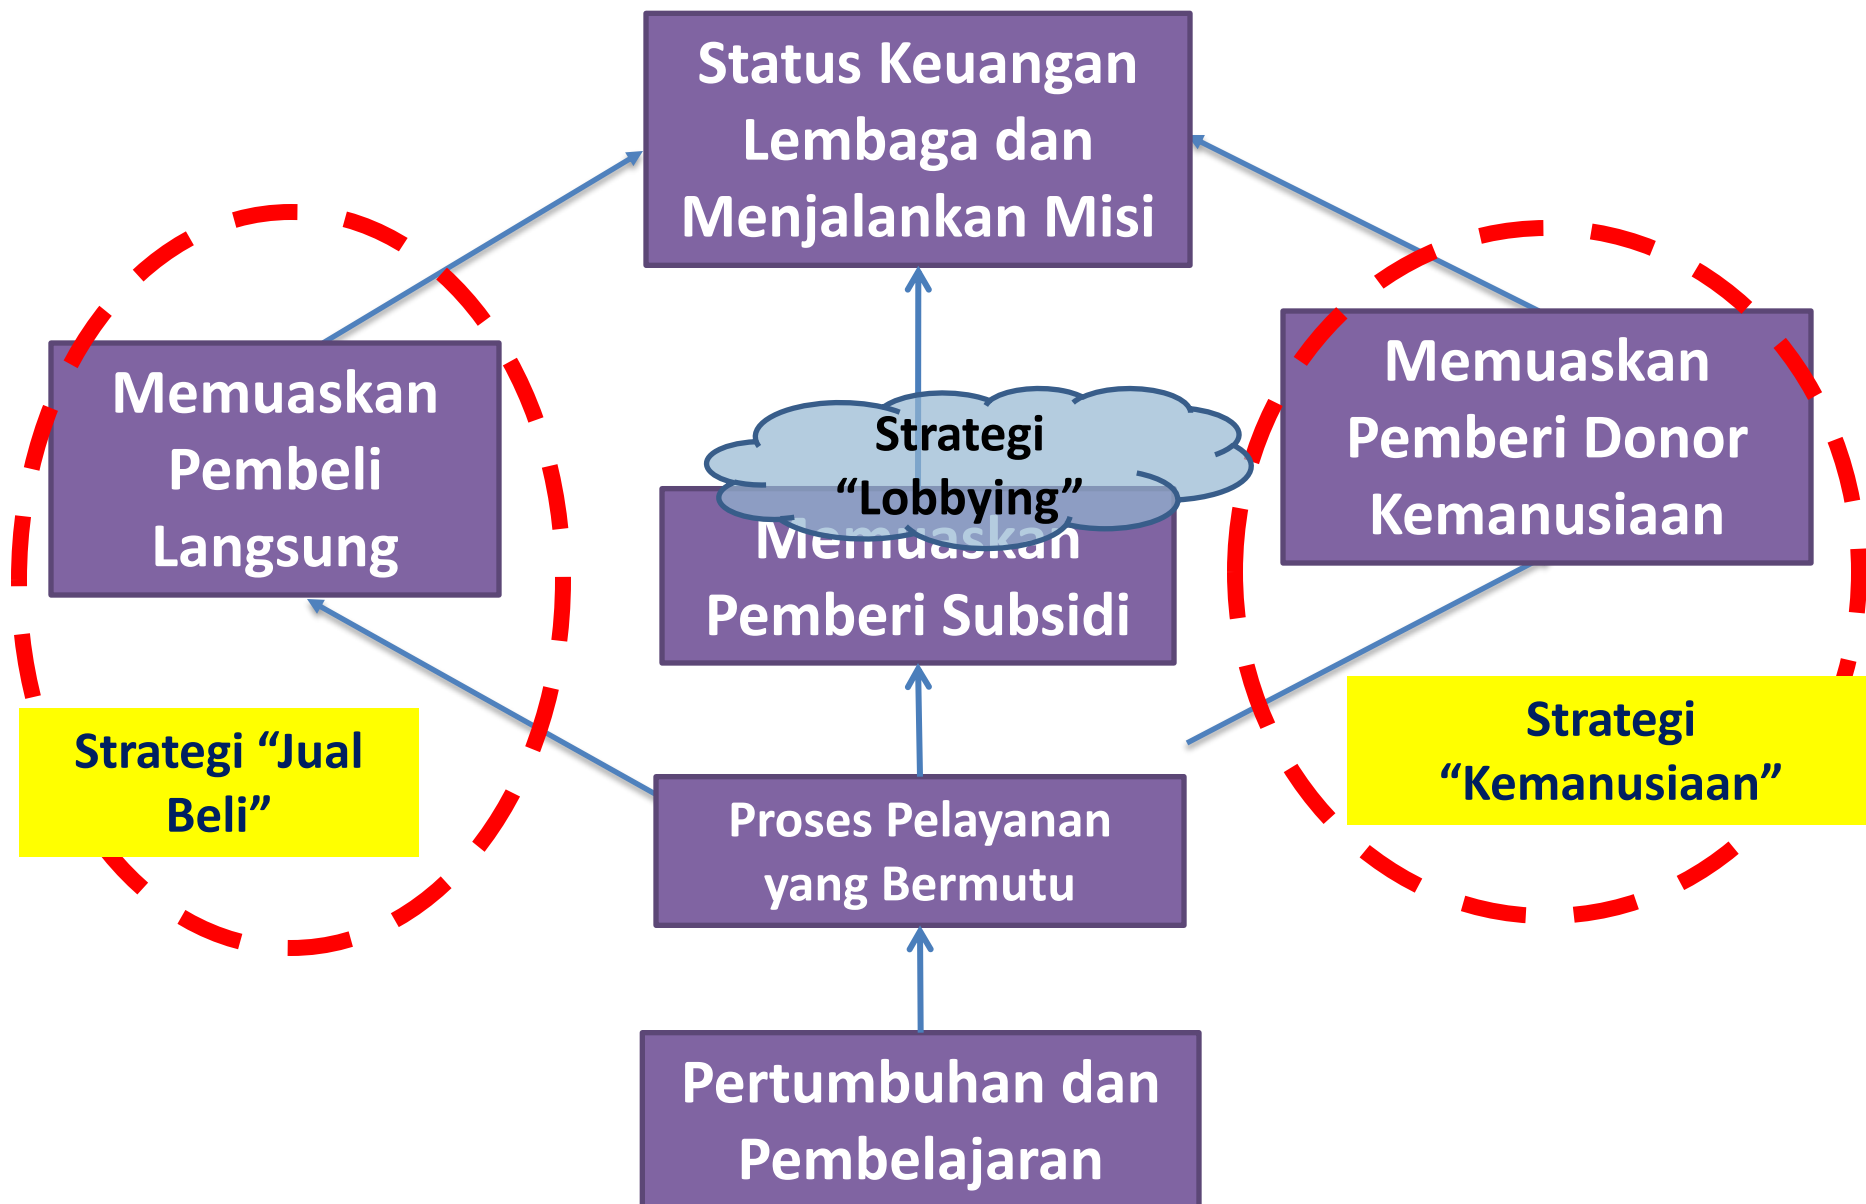 Status Keuangan
Lembaga dan
Menjalankan Misi
Memuaskan
Pembeli
Langsung
Strategi
“Lobbying”
Memuaskan
Pemberi Subsidi
Memuaskan
Pemberi Donor
Kemanusiaan
Strategi “Jual
Beli”
Strategi
“Kemanusiaan”
Proses Pelayanan
yang Bermutu
Pertumbuhan dan
Pembelajaran